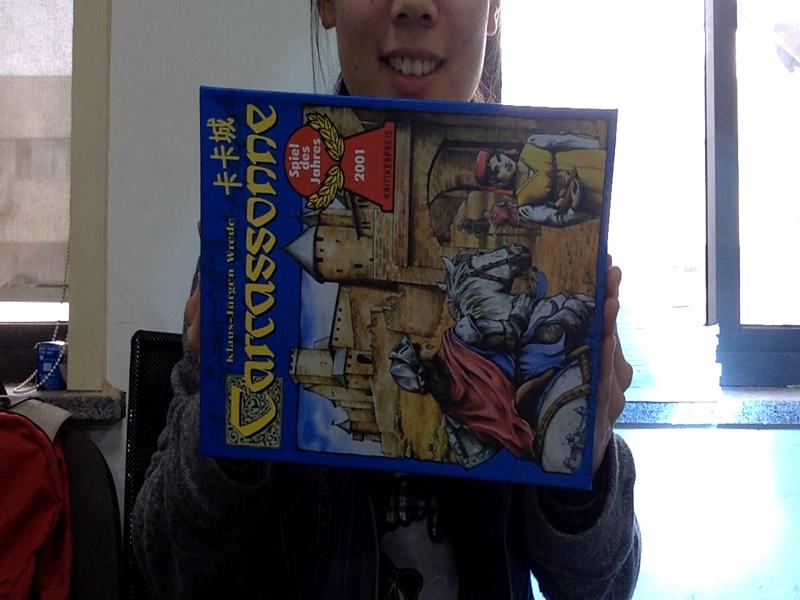 卡卡城
Klaus-Jürgen Wrede
Carcassonne
Spiel
des
Jahres
2001
KRITIKERPREIS